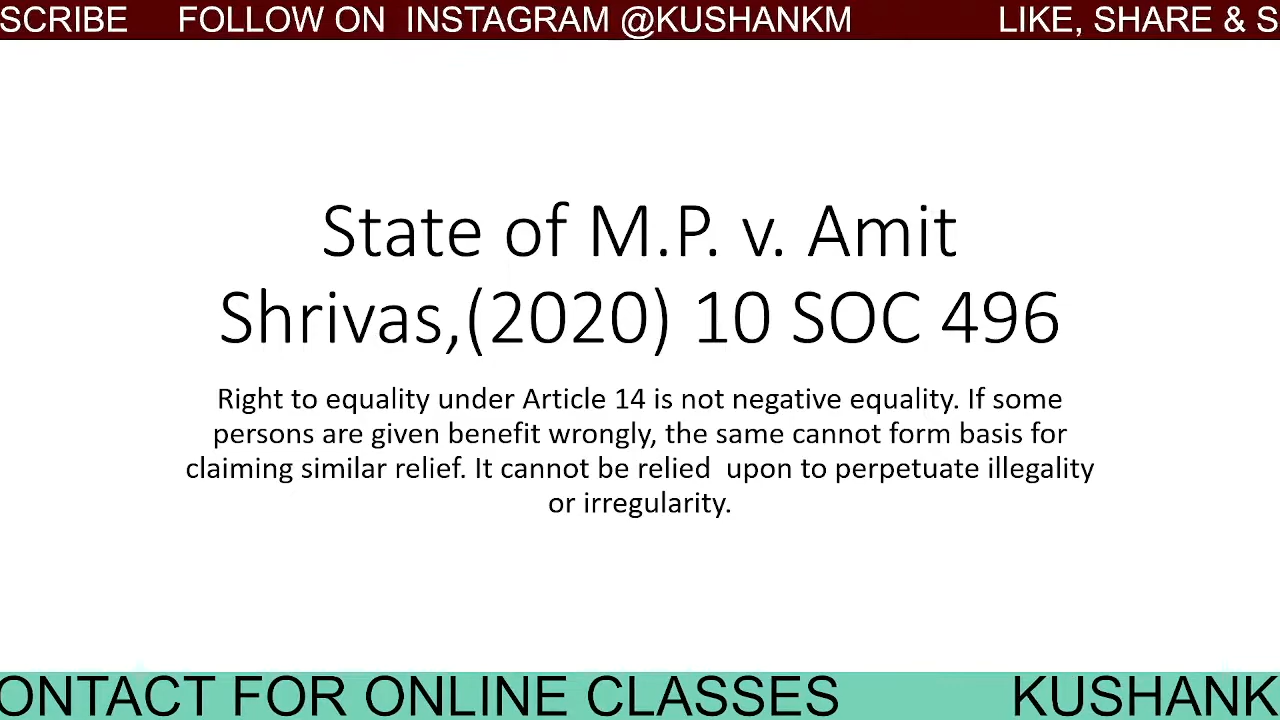 SCRIBE FOLLOW ON INSTAGRAM @KUSHANKM LIKE, SHARE & S
State of M.P. v. Amit
Shrivas,(2020) 10 SOC 496
Right to equality under Article 14 is not negative equality. If some
persons are given benefit wrongly, the same cannot form basis for
claiming similar relief. It cannot be relied upon to perpetuate illegality
or irregularity.
ONTACT FOR ONLINE CLASSES KUSHANK